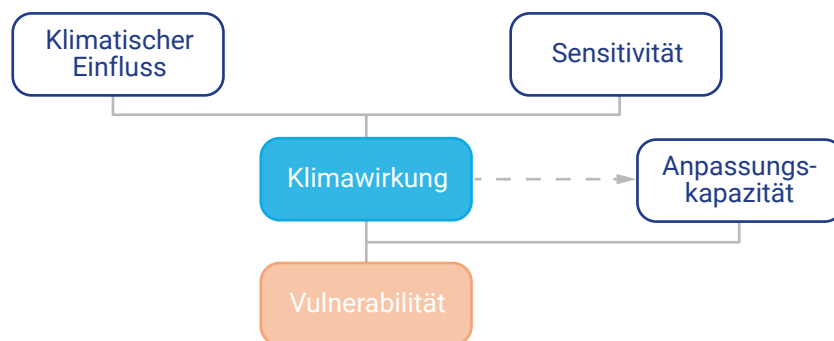 Klimatischer
Einfluss
Sensitivität
Klimawirkung
Anpassungs-
kapazität
Vulnerabilität